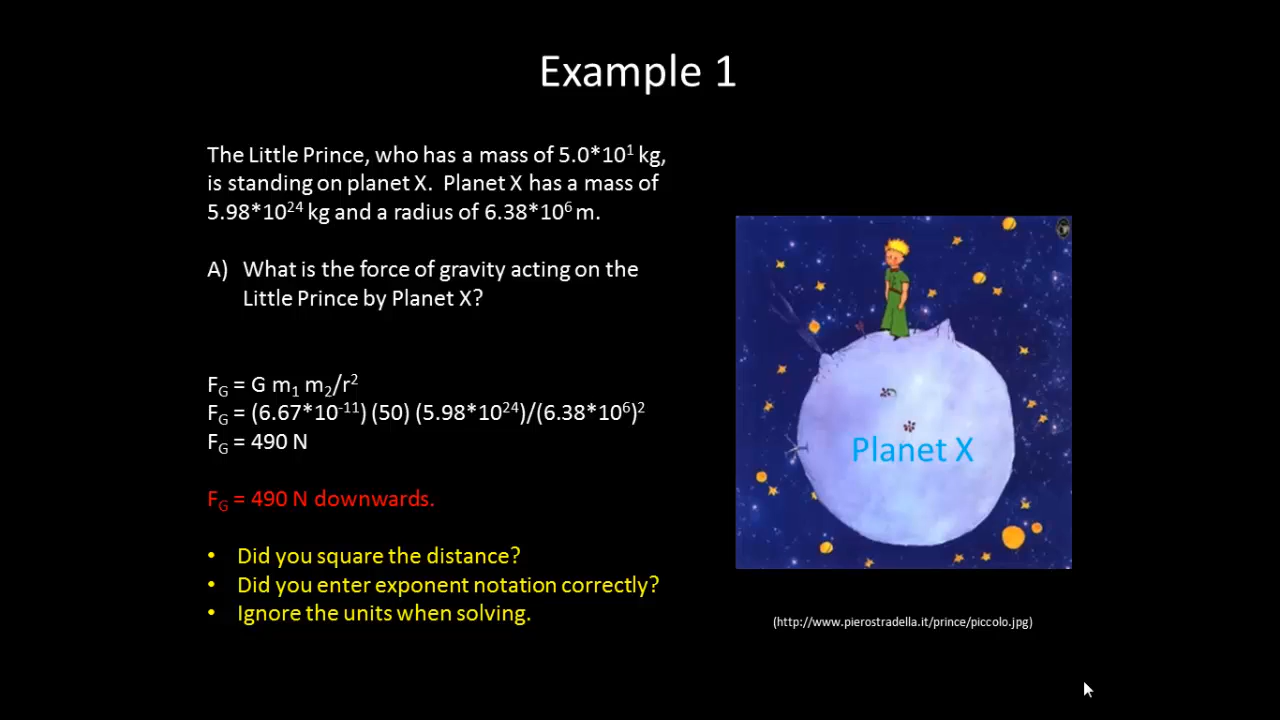 Example 1
The Little Prince, who has a mass of 5.0*10¹ kg,
is standing on planet X. Planet X has a mass of
5.98*10²⁴ kg and a radius of 6.38*10⁶ m.
A) What is the force of gravity acting on the
Little Prince by Planet X?
F_G = G m₁ m₂/r²
F_G = (6.67*10⁻¹¹) (50) (5.98*10²⁴)/(6.38*10⁶)²
F_G = 490 N
F_G = 490 N downwards.
• Did you square the distance?
• Did you enter exponent notation correctly?
• Ignore the units when solving.
Planet X
(http://www.pierostradella.it/prince/piccolo.jpg)